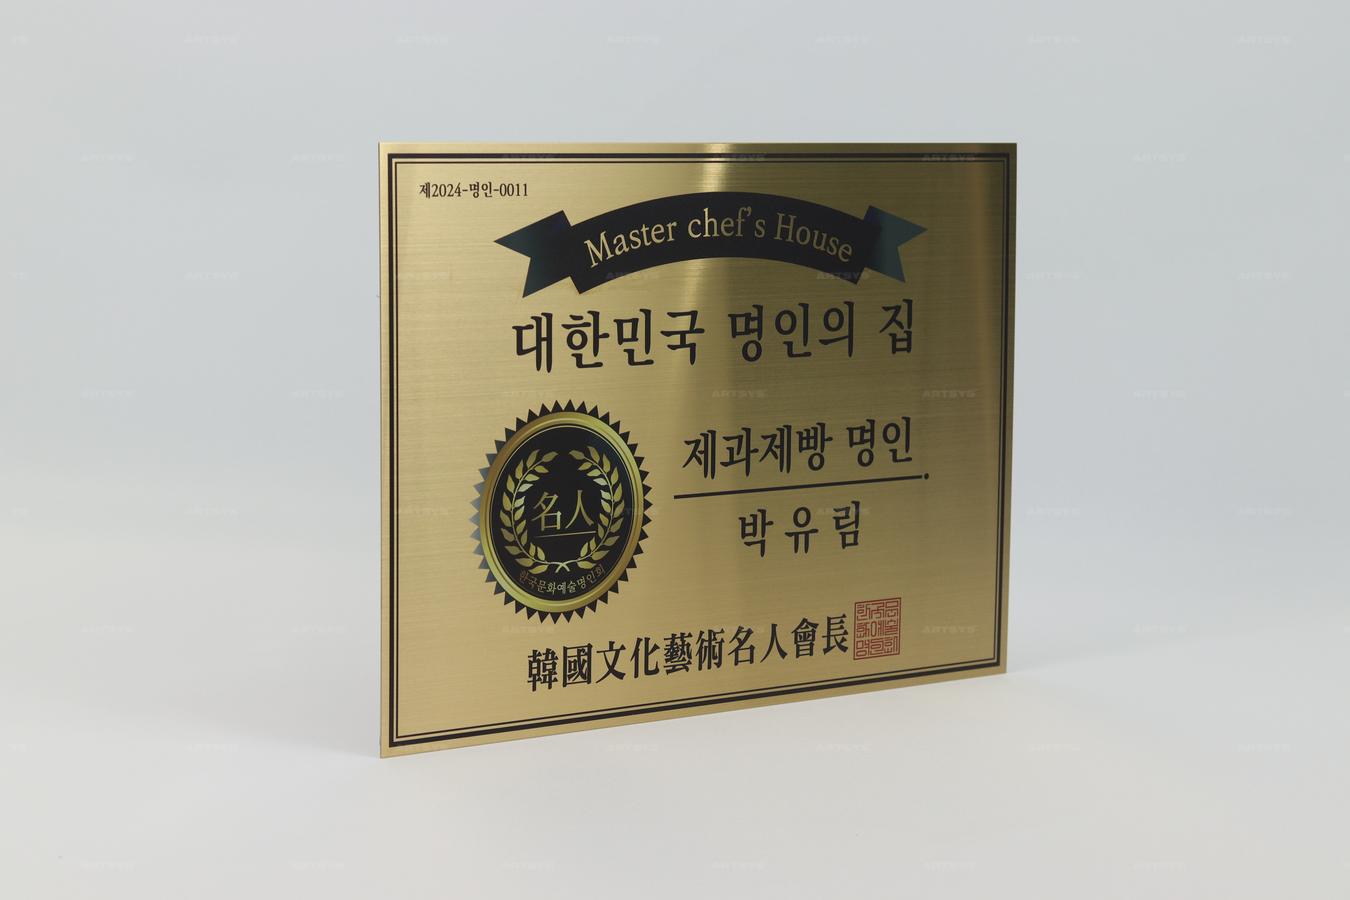 제2024-명인-0011
Master chef's House
대한민국 명인의 집
제과제빵 명인
박유림
名人
한국문화예술명인회
韓國文化藝術名人會長
ARTSYS